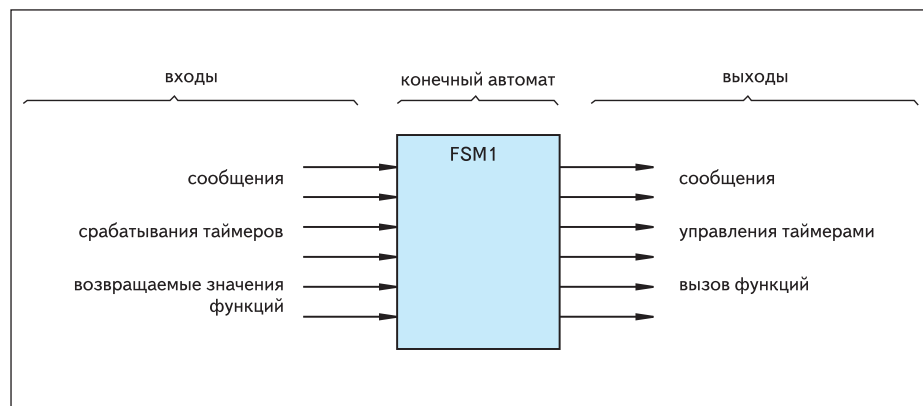 входы
конечный автомат
выходы
FSM1
сообщения
срабатывания таймеров
возвращаемые значения
функций
сообщения
управления таймерами
вызов функций